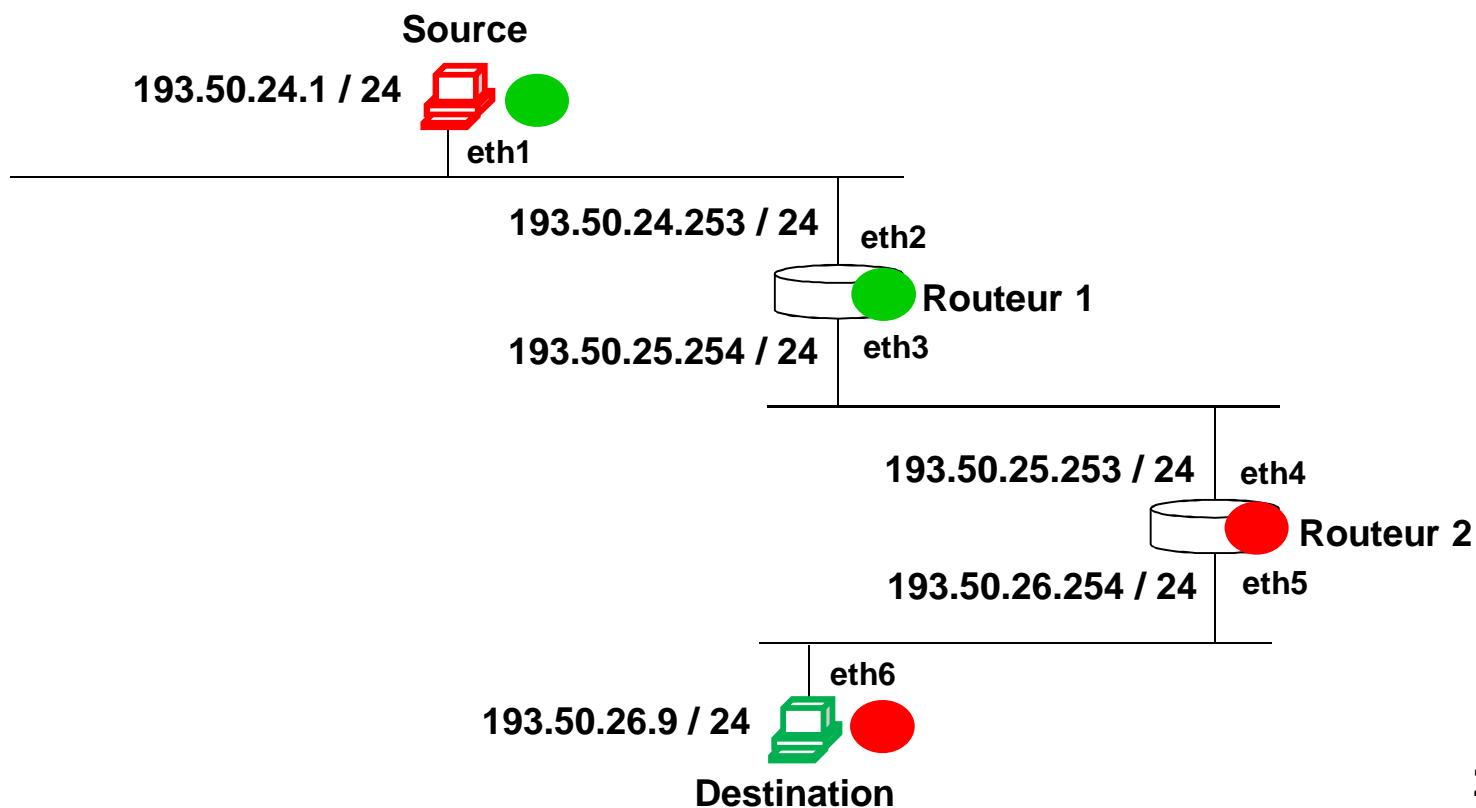 Source
193.50.24.1 / 24
eth1
193.50.24.253 / 24
eth2
Routeur 1
193.50.25.254 / 24
eth3
193.50.25.253 / 24
eth4
Routeur 2
193.50.26.254 / 24
eth5
eth6
193.50.26.9 / 24
Destination